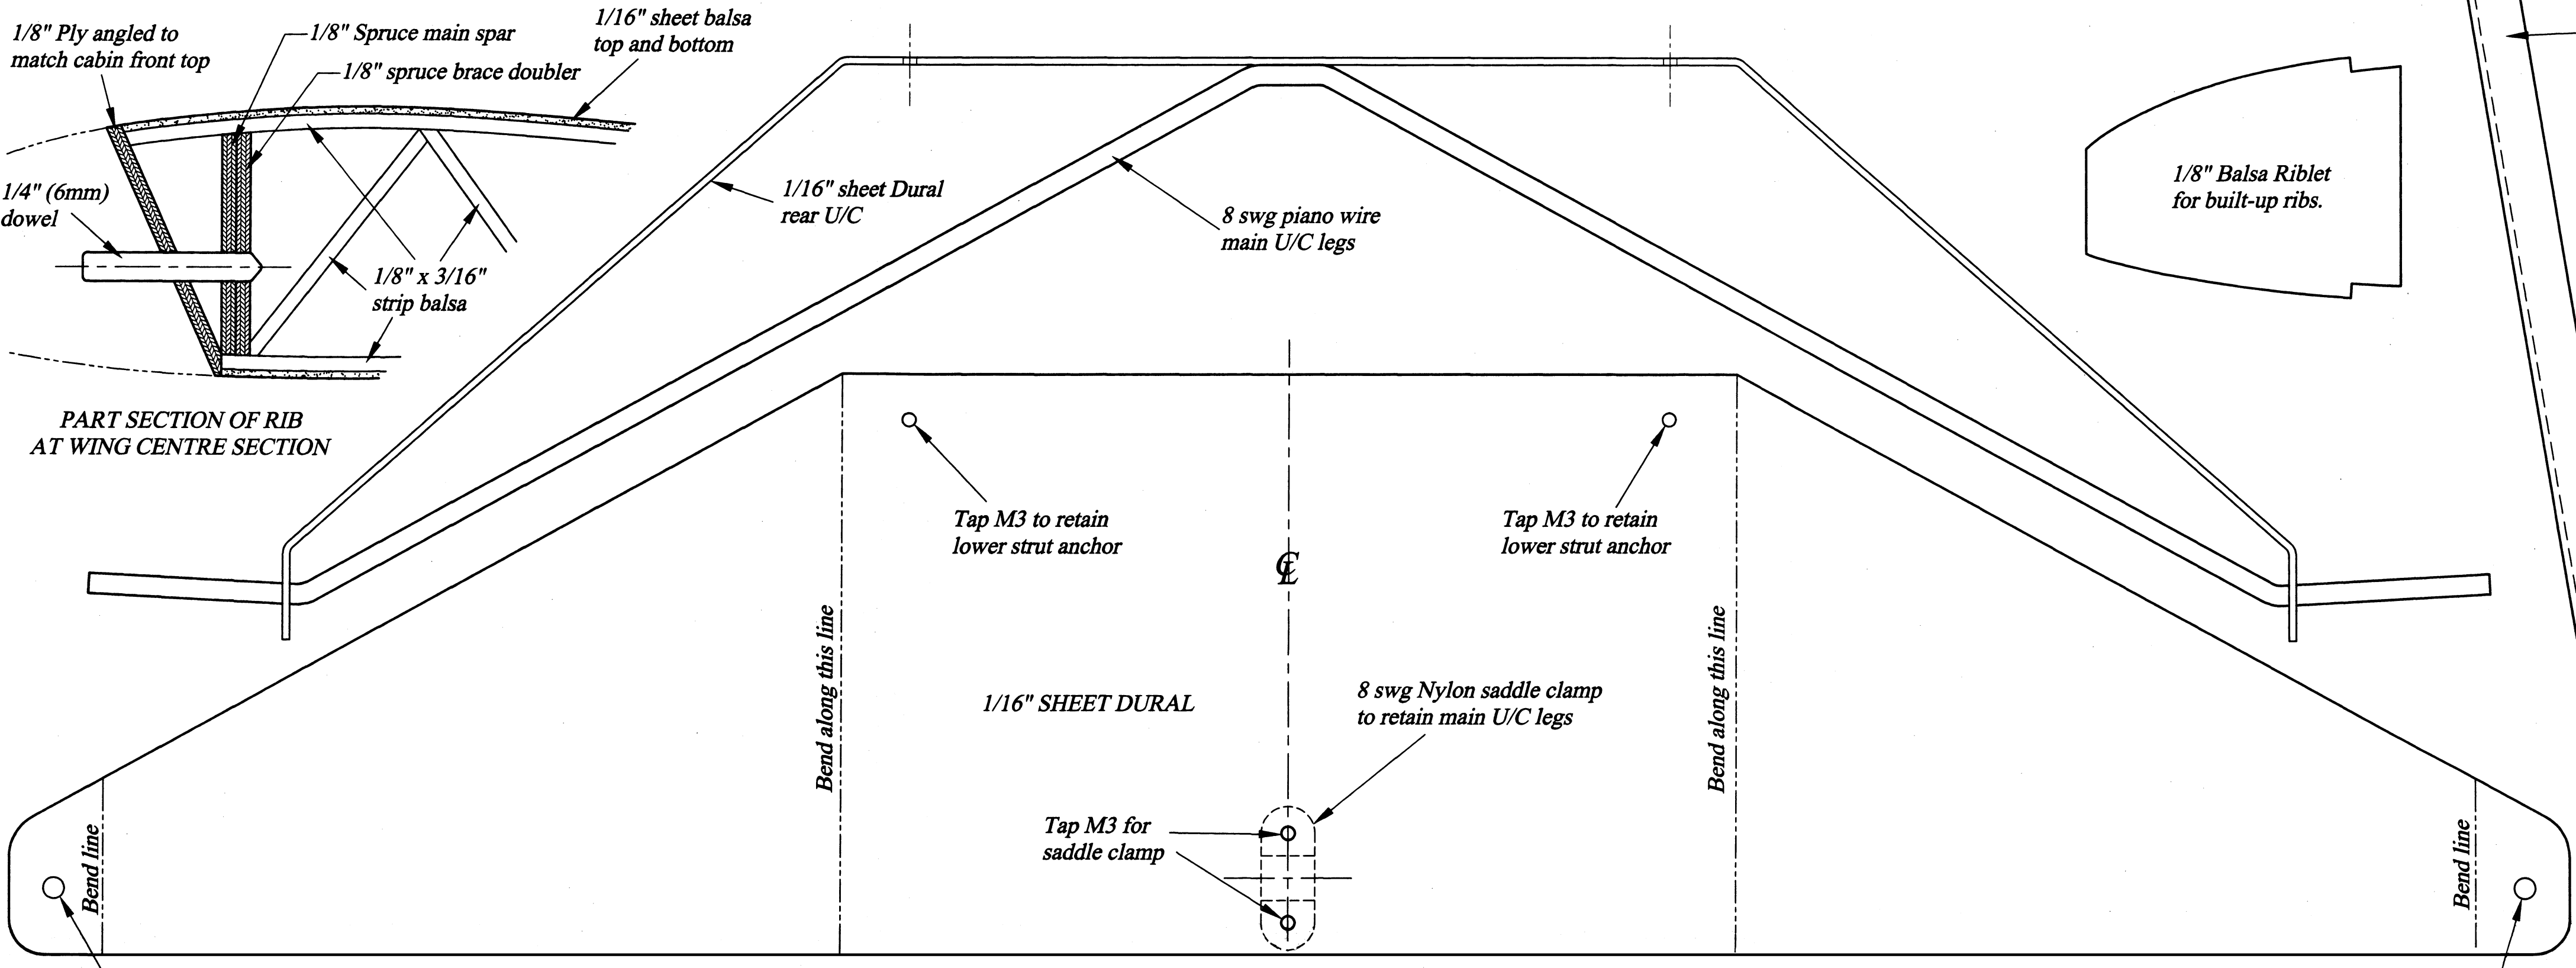 1/8" Ply angled to
match cabin front top
1/8" Spruce main spar
1/8" spruce brace doubler
1/16" sheet balsa
top and bottom
1/4" (6mm)
dowel
1/8" x 3/16"
strip balsa
PART SECTION OF RIB
AT WING CENTRE SECTION
1/16" sheet Dural
rear U/C
8 swg piano wire
main U/C legs
1/8" Balsa Riblet
for built-up ribs.
Tap M3 to retain
lower strut anchor
Tap M3 to retain
lower strut anchor
℄
Bend along this line
Bend along this line
1/16" SHEET DURAL
8 swg Nylon saddle clamp
to retain main U/C legs
Tap M3 for
saddle clamp
Bend line
Bend line